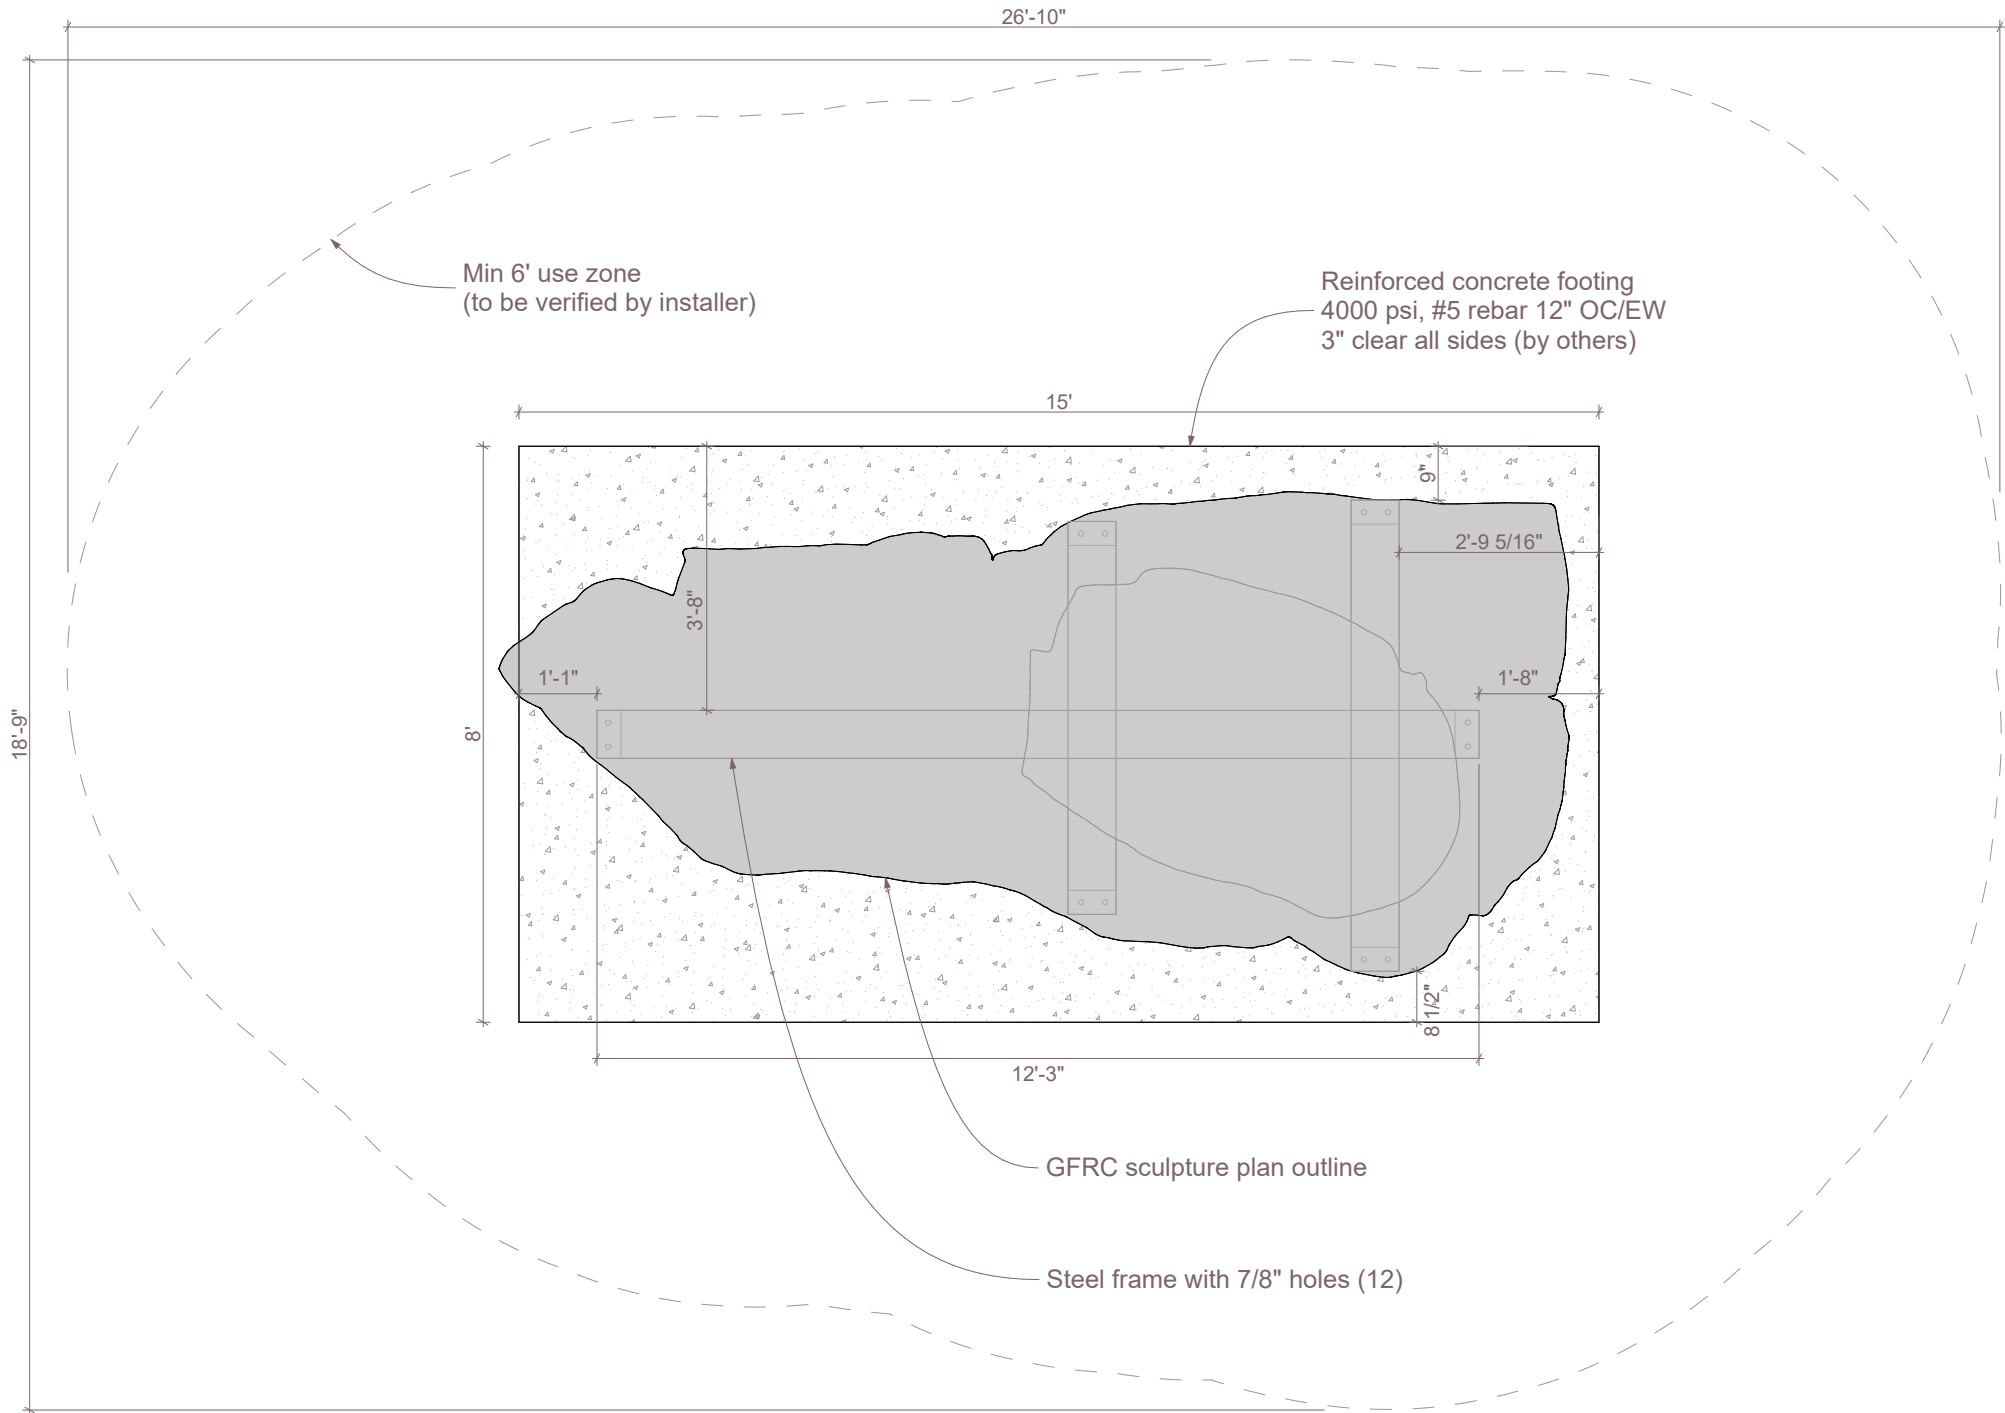 26'-10"
Min 6' use zone
(to be verified by installer)
Reinforced concrete footing
4000 psi, #5 rebar 12" OC/EW
3" clear all sides (by others)
15'
9"
2'-9 5/16"
3'-8"
1'-1"
1'-8"
18'-9"
8'
8 1/2"
12'-3"
GFRC sculpture plan outline
Steel frame with 7/8" holes (12)